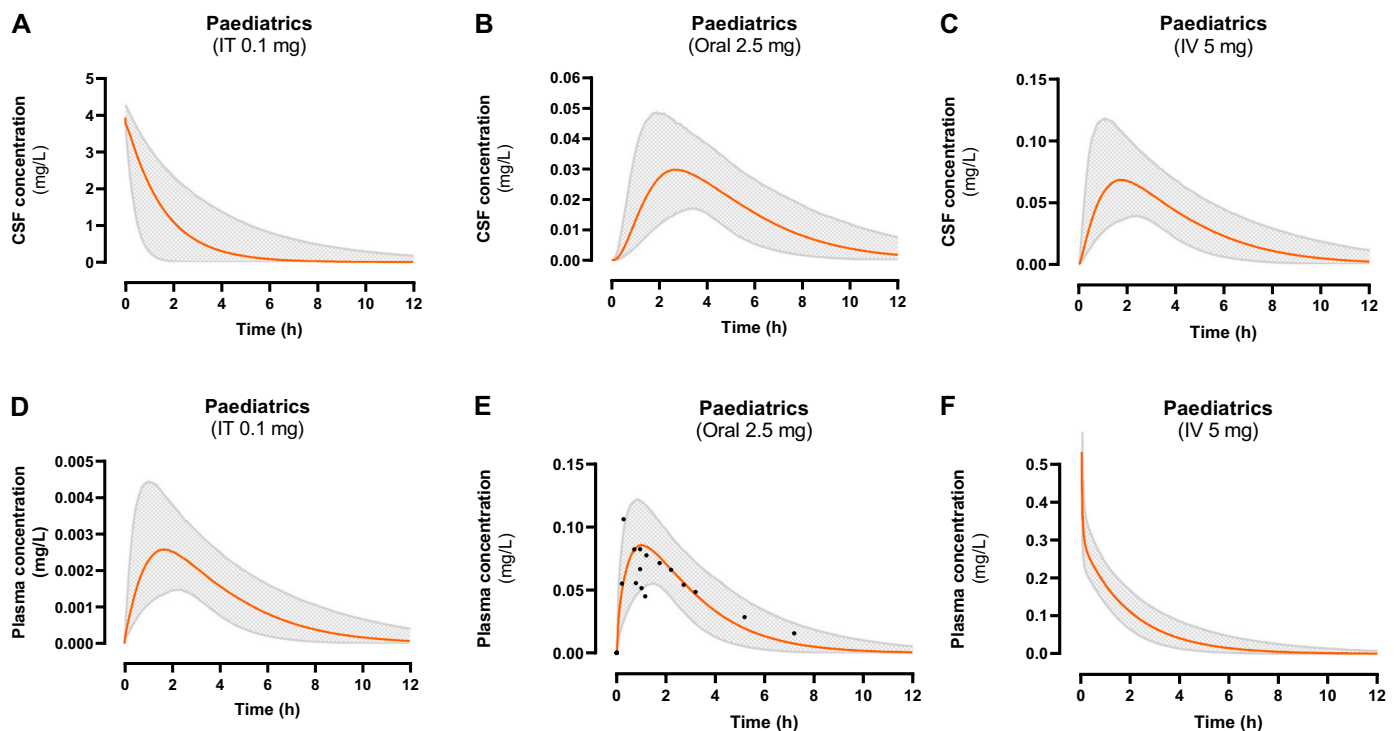 A
Paediatrics
(IT 0.1 mg)
CSF concentration
(mg/L)
5
4
3
2
1
0
0 2 4 6 8 10 12
Time (h)
B
Paediatrics
(Oral 2.5 mg)
CSF concentration
(mg/L)
0.06
0.05
0.04
0.03
0.02
0.01
0.00
0 2 4 6 8 10 12
Time (h)
C
Paediatrics
(IV 5 mg)
CSF concentration
(mg/L)
0.15
0.10
0.05
0.00
0 2 4 6 8 10 12
Time (h)
D
Paediatrics
(IT 0.1 mg)
Plasma concentration
(mg/L)
0.005
0.004
0.003
0.002
0.001
0.000
0 2 4 6 8 10 12
Time (h)
E
Paediatrics
(Oral 2.5 mg)
Plasma concentration
(mg/L)
0.15
0.10
0.05
0.00
0 2 4 6 8 10 12
Time (h)
F
Paediatrics
(IV 5 mg)
Plasma concentration
(mg/L)
0.5
0.4
0.3
0.2
0.1
0.0
0 2 4 6 8 10 12
Time (h)